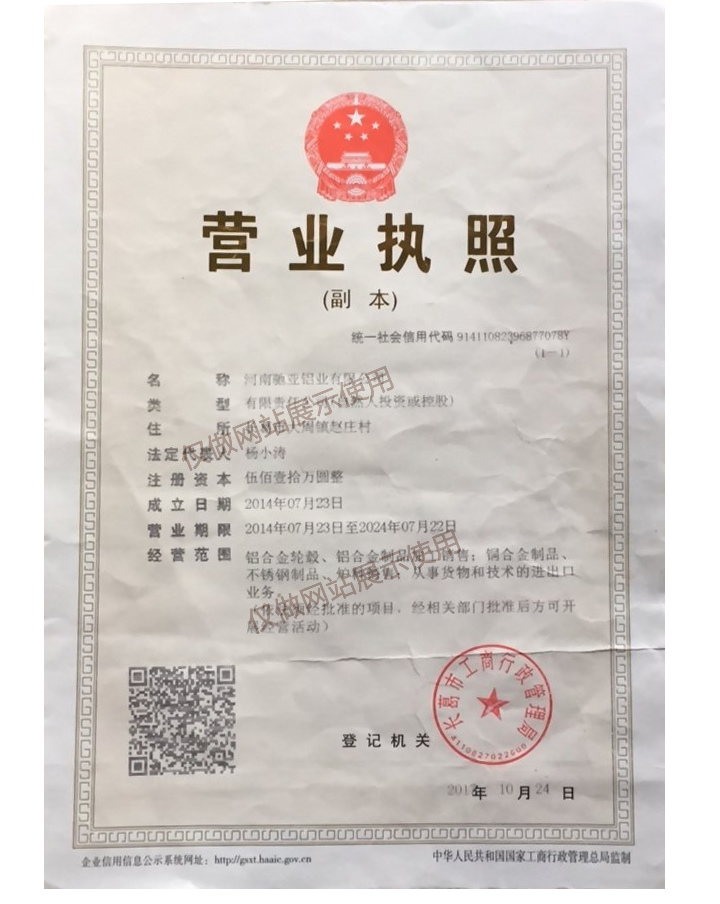 营业执照
(副 本)
统一社会信用代码 91411082396877078Y
(1—1)
名 称 河南驰亚铝业有限公司
类 型 有限责任公司(自然人投资或控股)
住 所 大周镇赵庄村
法定代表人 杨小涛
注册资本 伍佰壹拾万圆整
成立日期 2014年07月23日
营业期限 2014年07月23日至2024年07月22日
经营范围 铝合金轮毂、铝合金制品 销售；铜合金制品、
不锈钢制品、 销售；从事货物和技术的进出口
业务。
（依法须经批准的项目，经相关部门批准后方可开
展经营活动）
仅做网站展示使用
仅做网站展示使用
长葛市工商行政管理局
4110827022600
登记机关
年 10 月 24 日
企业信用信息公示系统网址：http://gsxt.haaic.gov.cn
中华人民共和国国家工商行政管理总局监制